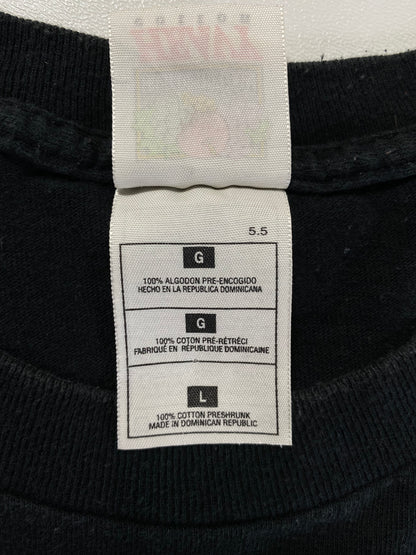 5.5
G
100% ALGODON PRE-ENCOGIDO
HECHO EN LA REPUBLICA DOMINICANA
G
100% COTON PRÉ-RÉTRÉCI
FABRIQUÉ EN RÉPUBLIQUE DOMINICAINE
L
100% COTTON PRESHRUNK
MADE IN DOMINICAN REPUBLIC